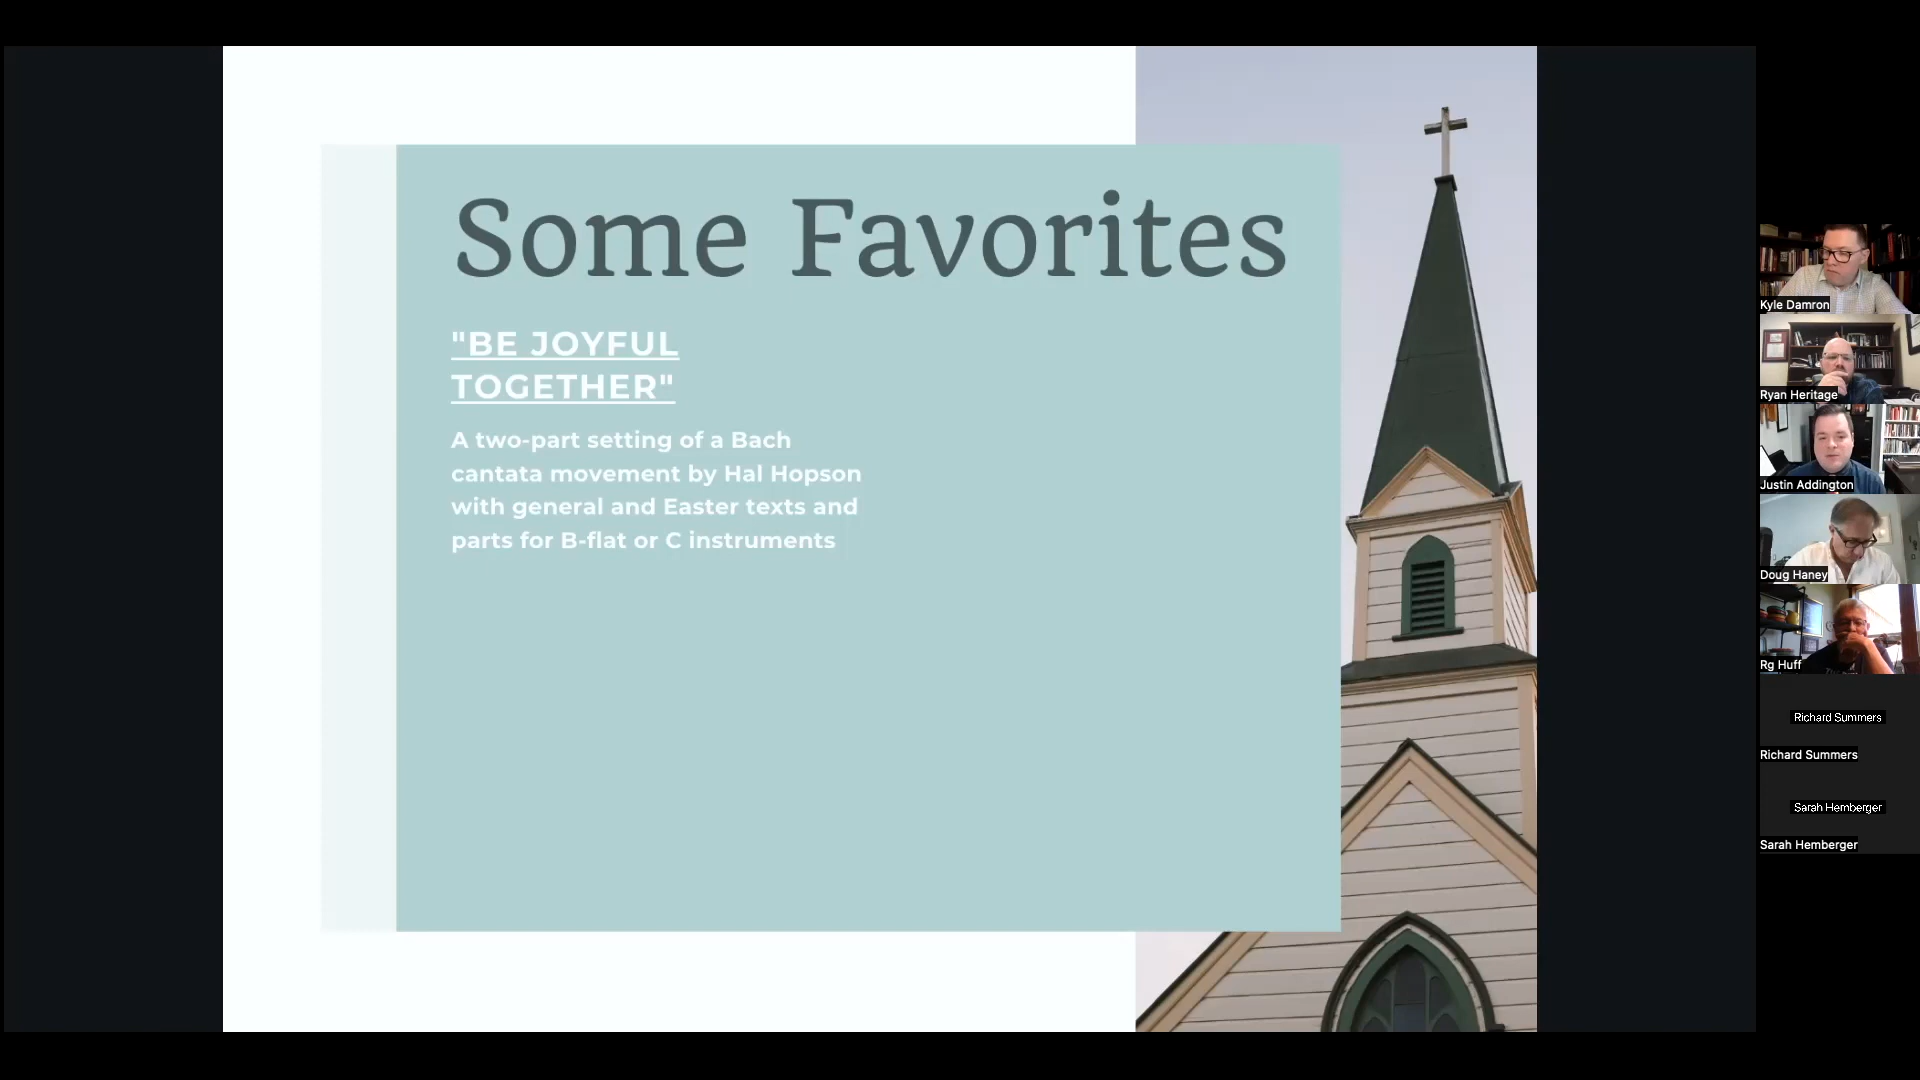 Some Favorites
"BE JOYFUL
TOGETHER"
A two-part setting of a Bach
cantata movement by Hal Hopson
with general and Easter texts and
parts for B-flat or C instruments
Kyle Damron
Ryan Heritage
Justin Addington
Doug Haney
Rg Huff
Richard Summers
Richard Summers
Sarah Hemberger
Sarah Hemberger